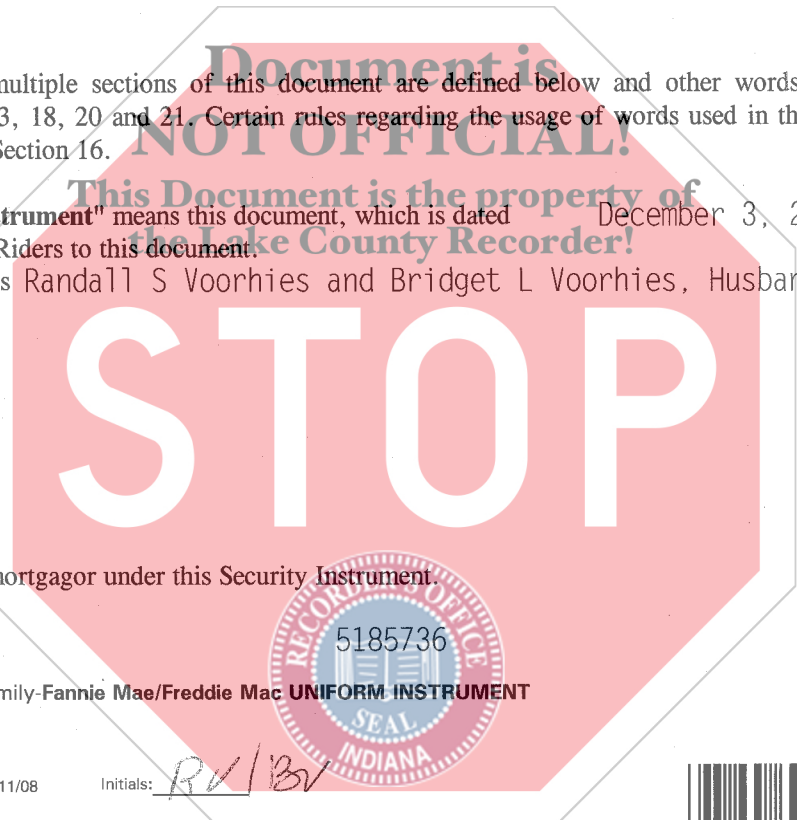 Document is
multiple sections of this document are defined below and other words
3, 18, 20 and 21. Certain rules regarding the usage of words used in th
NOT OFFICIAL!
Section 16.
This Document is the property of
trument" means this document, which is dated December 3, 2
the Lake County Recorder!
Riders to this document.
s Randall S Voorhies and Bridget L Voorhies, Husban
STOP
mortgagor under this Security Instrument.
RECORDER'S OFFICE
5185736
mily-Fannie Mae/Freddie Mac UNIFORM INSTRUMENT
SEAL
INDIANA
11/08 Initials: RV/BV